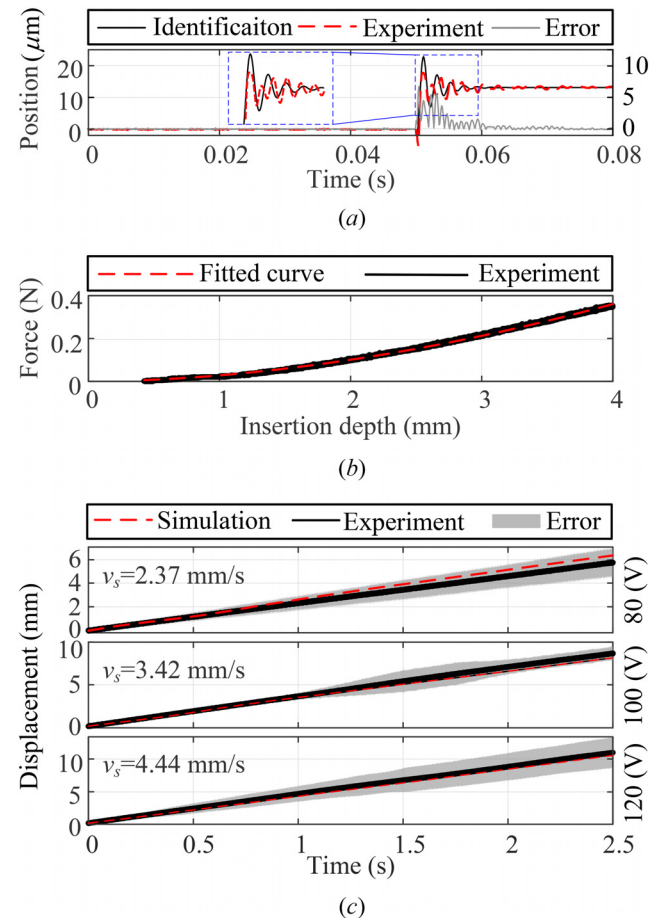 Identificaiton Experiment Error
Position (μm)
20
10
0
10
5
0
0 0.02 0.04 0.06 0.08
Time (s)
(a)
Fitted curve Experiment
Force (N)
0.4
0.2
0
0 1 2 3 4
Insertion depth (mm)
(b)
Simulation Experiment Error
Displacement (mm)
6
4
2
0
vs=2.37 mm/s
80 (V)
10
5
0
vs=3.42 mm/s
100 (V)
10
5
0
vs=4.44 mm/s
120 (V)
0 0.5 1 1.5 2 2.5
Time (s)
(c)